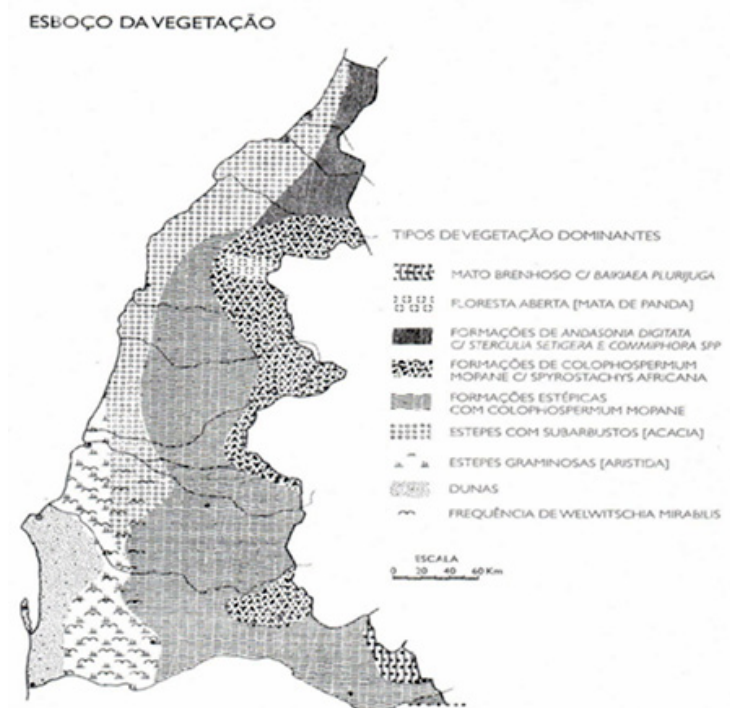 ESBOÇO DA VEGETAÇÃO
TIPOS DE VEGETAÇÃO DOMINANTES
MATO BRENHOSO C/ BAIKIAEA PLURIJUGA
FLORESTA ABERTA [MATA DE PANDA]
FORMAÇÕES DE ANDASONIA DIGITATA
C/ STERCULIA SETIGERA E COMMIPHORA SPP
FORMAÇÕES DE COLOPHOSPERMUM
MOPANE C/ SPYROSTACHYS AFRICANA
FORMAÇÕES ESTÉPICAS
COM COLOPHOSPERMUM MOPANE
ESTEPES COM SUBARBUSTOS [ACACIA]
ESTEPES GRAMINOSAS [ARISTIDA]
DUNAS
FREQUÊNCIA DE WELWITSCHIA MIRABILIS
ESCALA
0 20 40 60 Km